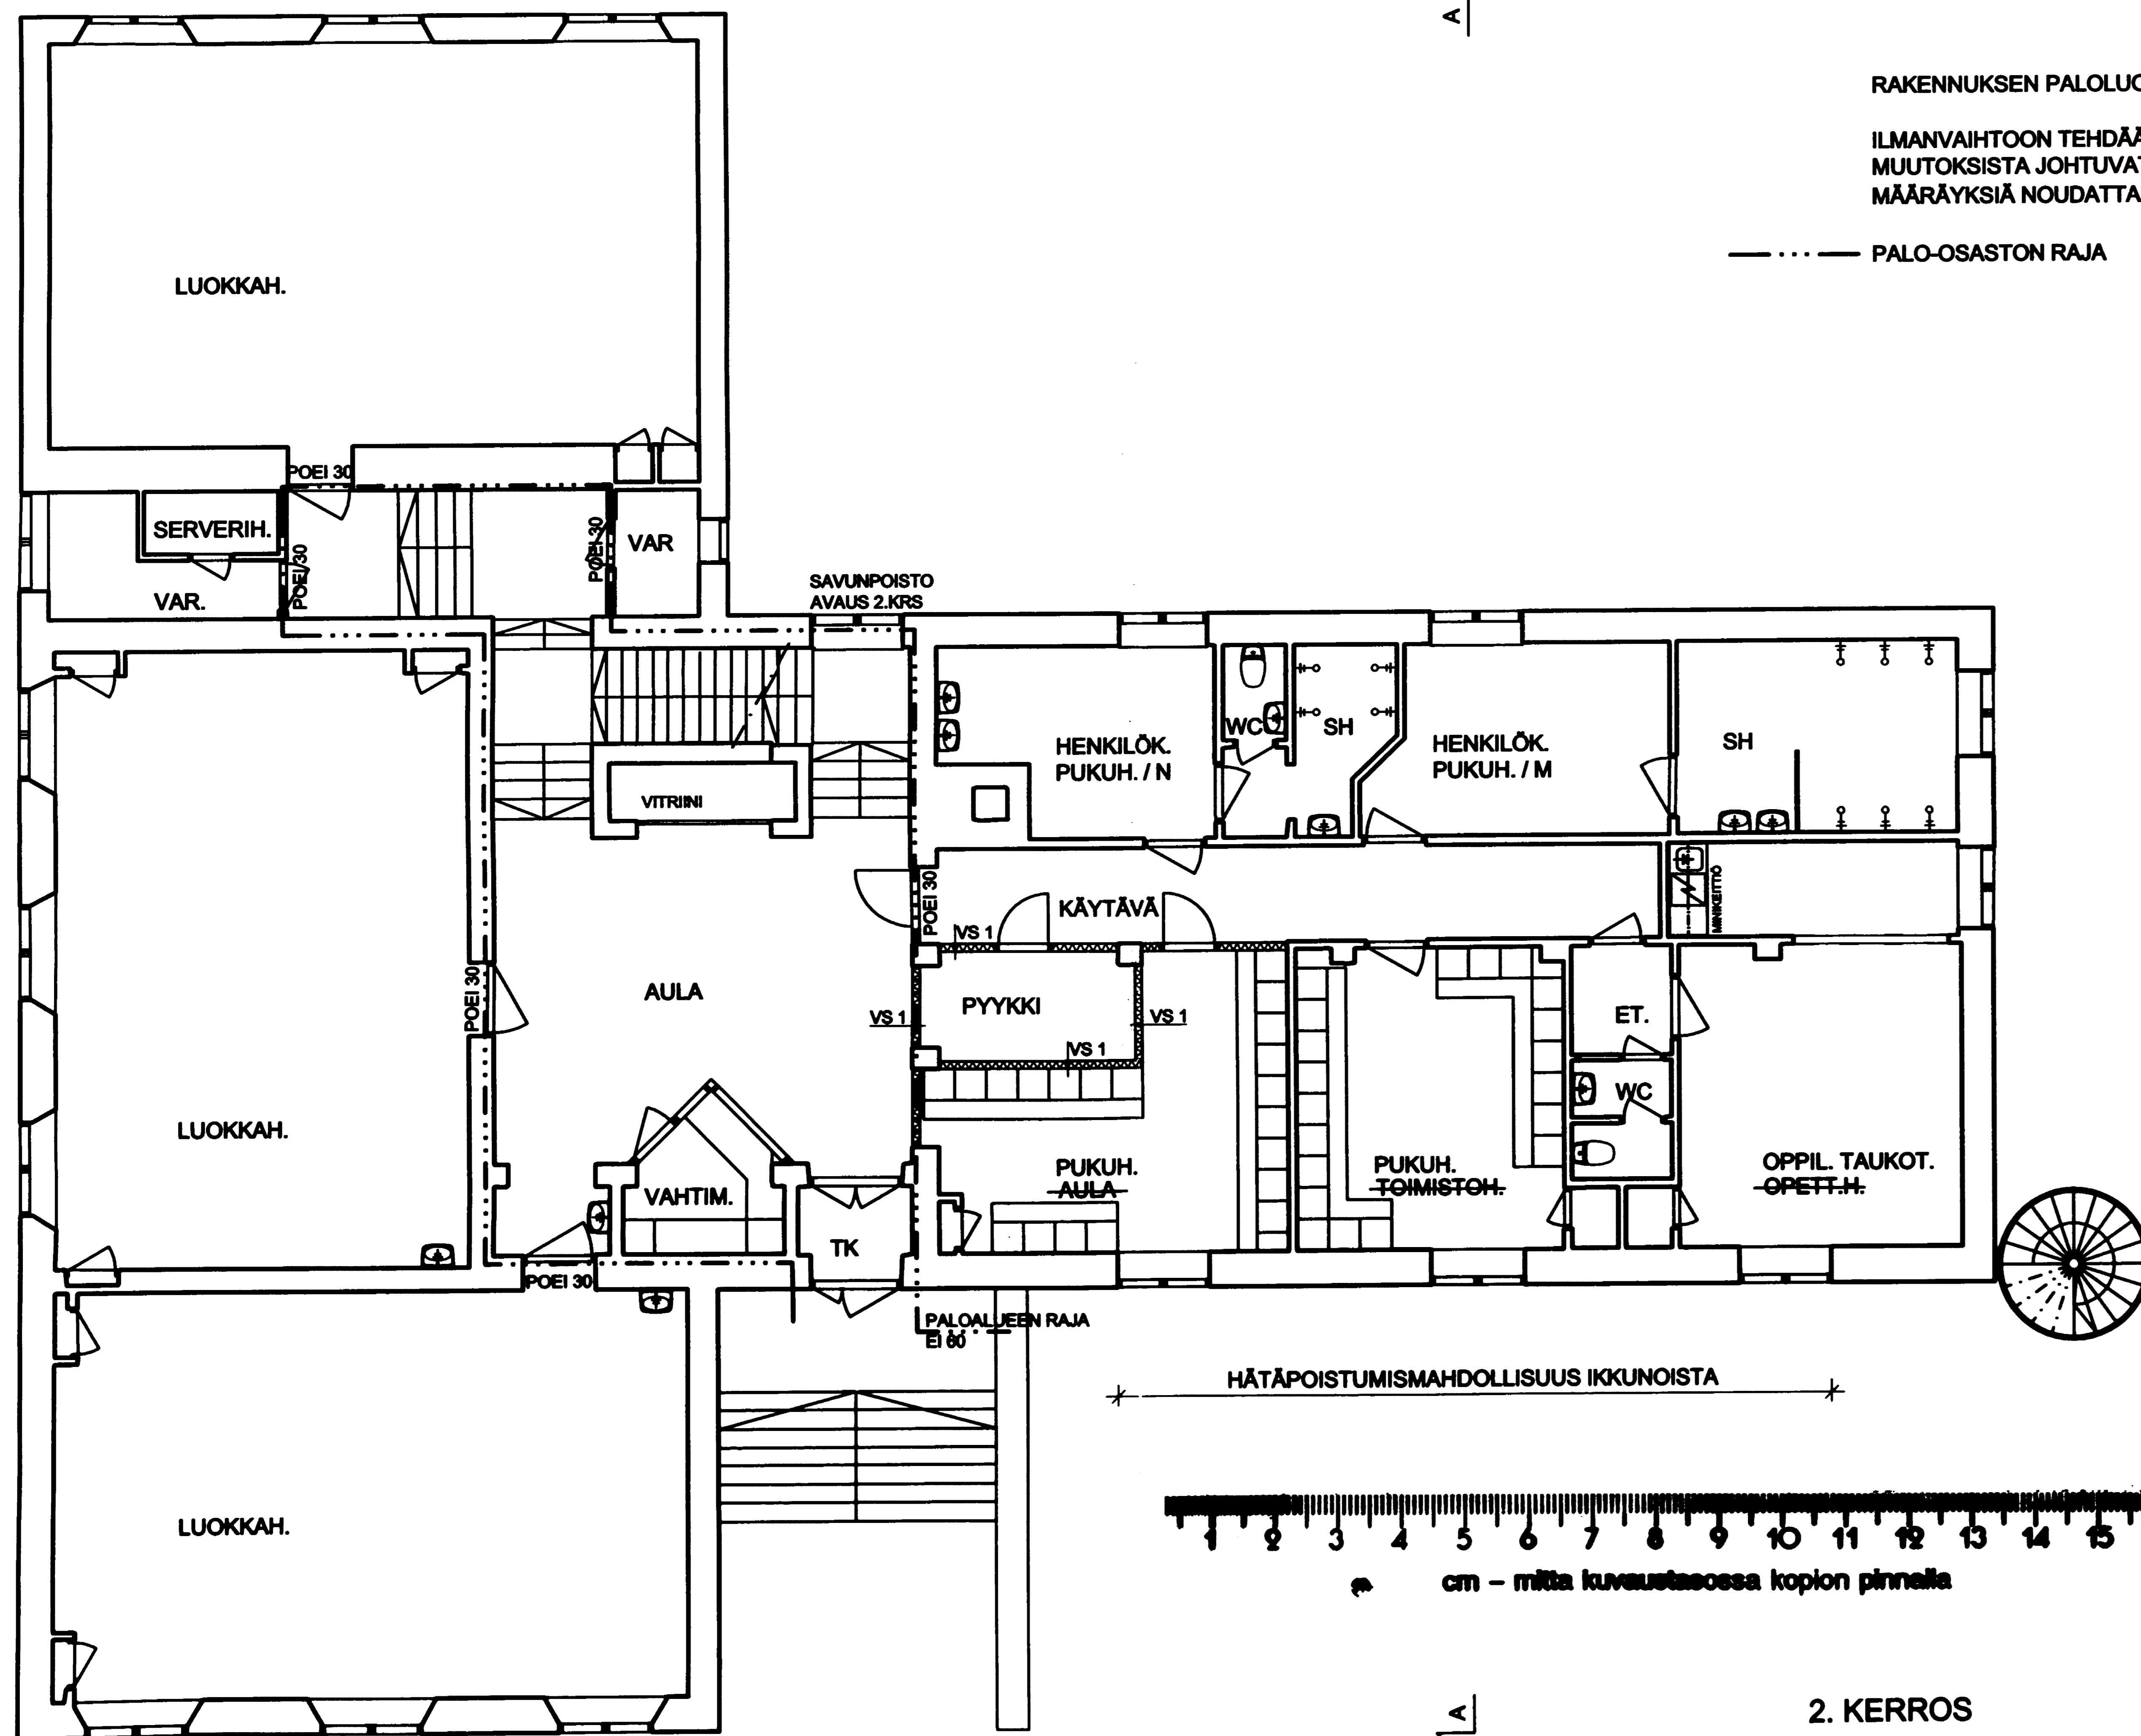 A
RAKENNUKSEN PALOLUO
ILMANVAIHTOON TEHDÄÄ
MUUTOKSISTA JOHTUVAT
MÄÄRÄYKSIÄ NOUDATTA
PALO-OSASTON RAJA
LUOKKAH.
POEI 30
SERVERIH.
POEI 30
POEI 30
VAR
VAR.
SAVUNPOISTO
AVAUS 2.KRS
WC
SH
HENKILÖK.
PUKUH. / N
HENKILÖK.
PUKUH. / M
SH
VITRIINI
POEI 30
KÄYTÄVÄ
MINIKEITTIÖ
VS 1
AULA
POEI 30
PYYKKI
VS 1
VS 1
VS 1
ET.
WC
LUOKKAH.
PUKUH.
AULA
PUKUH.
TOIMISTOH.
OPPIL. TAUKOT.
OPETT.H.
VAHTIM.
TK
POEI 30
PALOALUEEN RAJA
EI 60
HÄTÄPOISTUMISMAHDOLLISUUS IKKUNOISTA
LUOKKAH.
1 2 3 4 5 6 7 8 9 10 11 12 13 14 15
cm – mitta kuvaustasossa kopion pinnalla
A
2. KERROS